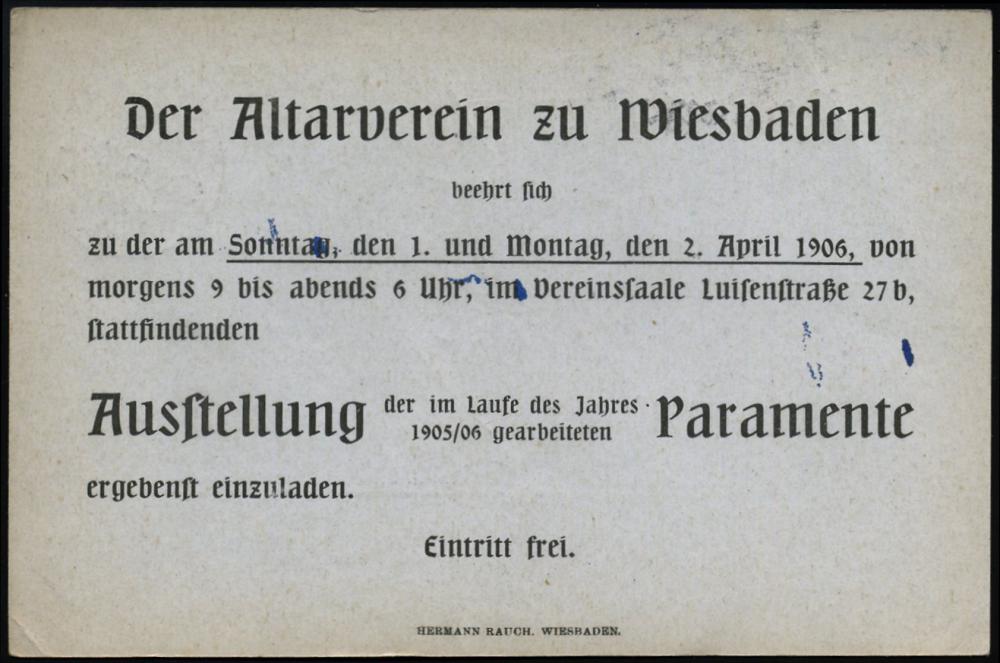 Der Altarverein zu Wiesbaden
beehrt sich
zu der am Sonntag, den 1. und Montag, den 2. April 1906, von
morgens 9 bis abends 6 Uhr, im Vereinssaale Luisenstraße 27b,
stattfindenden
Ausstellung der im Laufe des Jahres 1905/06 gearbeiteten Paramente
ergebenst einzuladen.
Eintritt frei.
HERMANN RAUCH. WIESBADEN.